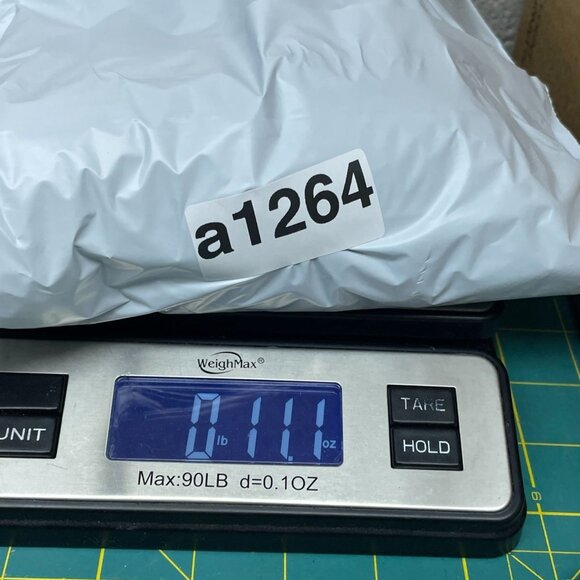 a1264
WeighMax®
0 lb 11.1 oz
UNIT
TARE
HOLD
Max:90LB d=0.1OZ